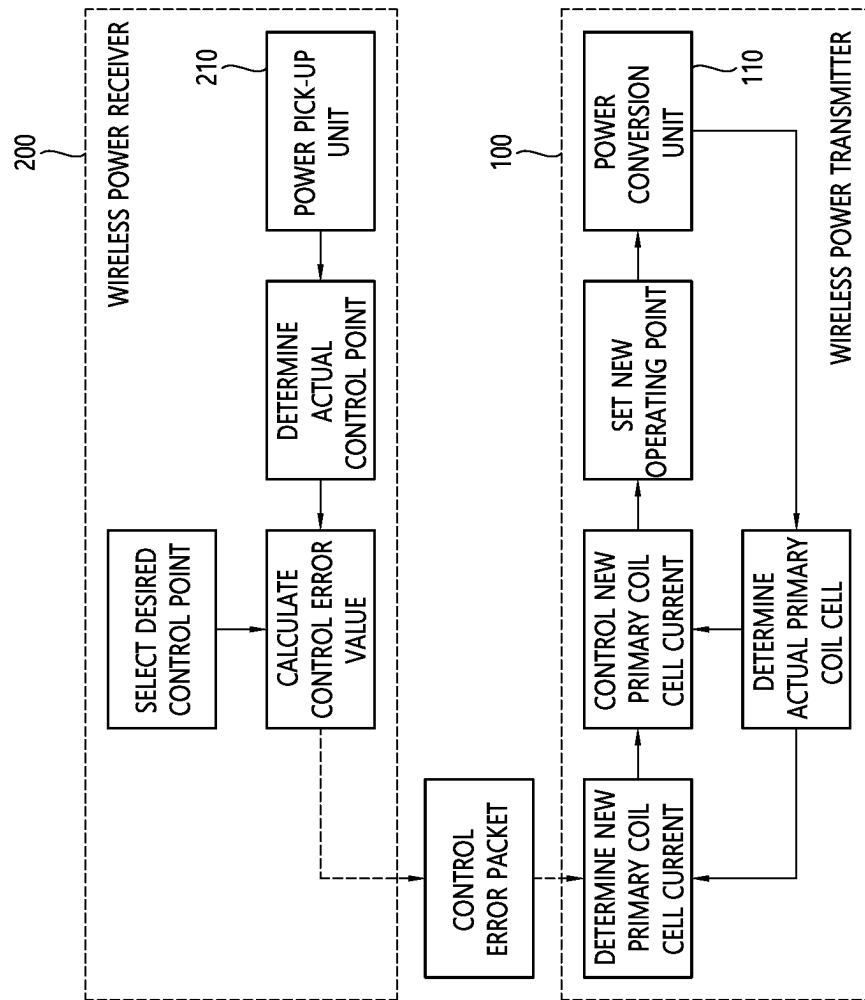 200
WIRELESS POWER RECEIVER
SELECT DESIRED
CONTROL POINT
CALCULATE
CONTROL ERROR
VALUE
DETERMINE
ACTUAL
CONTROL POINT
POWER PICK-UP
UNIT
210
CONTROL
ERROR PACKET
100
DETERMINE NEW
PRIMARY COIL
CELL CURRENT
CONTROL NEW
PRIMARY COIL
CELL CURRENT
SET NEW
OPERATING POINT
POWER
CONVERSION
UNIT
110
DETERMINE
ACTUAL PRIMARY
COIL CELL
WIRELESS POWER TRANSMITTER